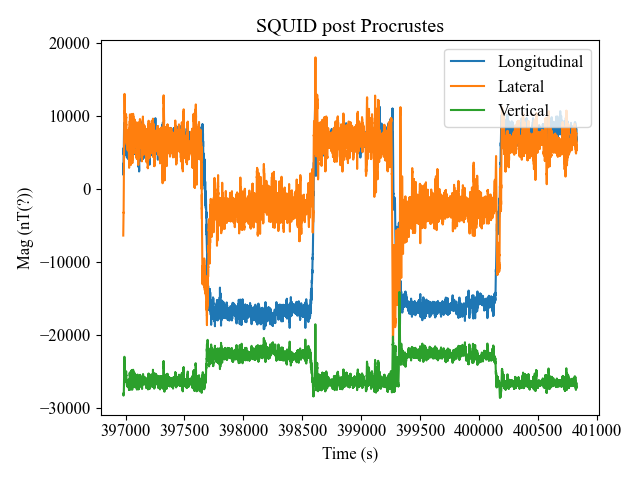 SQUID post Procrustes
Longitudinal
Lateral
Vertical
20000
10000
0
−10000
−20000
−30000
Mag (nT(?))
397000 397500 398000 398500 399000 399500 400000 400500 401000
Time (s)